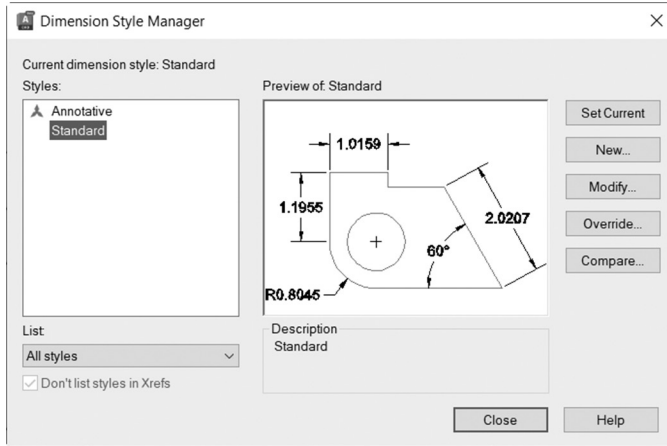 Dimension Style Manager
Current dimension style: Standard
Styles:
Annotative
Standard
List:
All styles
Don't list styles in Xrefs
Preview of: Standard
1.0159
1.1955
2.0207
60°
R0.8045
Description
Standard
Set Current
New...
Modify...
Override...
Compare...
Close
Help